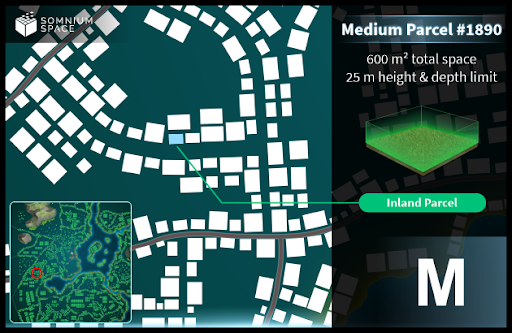 SOMNIUM
SPACE
Medium Parcel #1890
600 m² total space
25 m height & depth limit
Inland Parcel
M